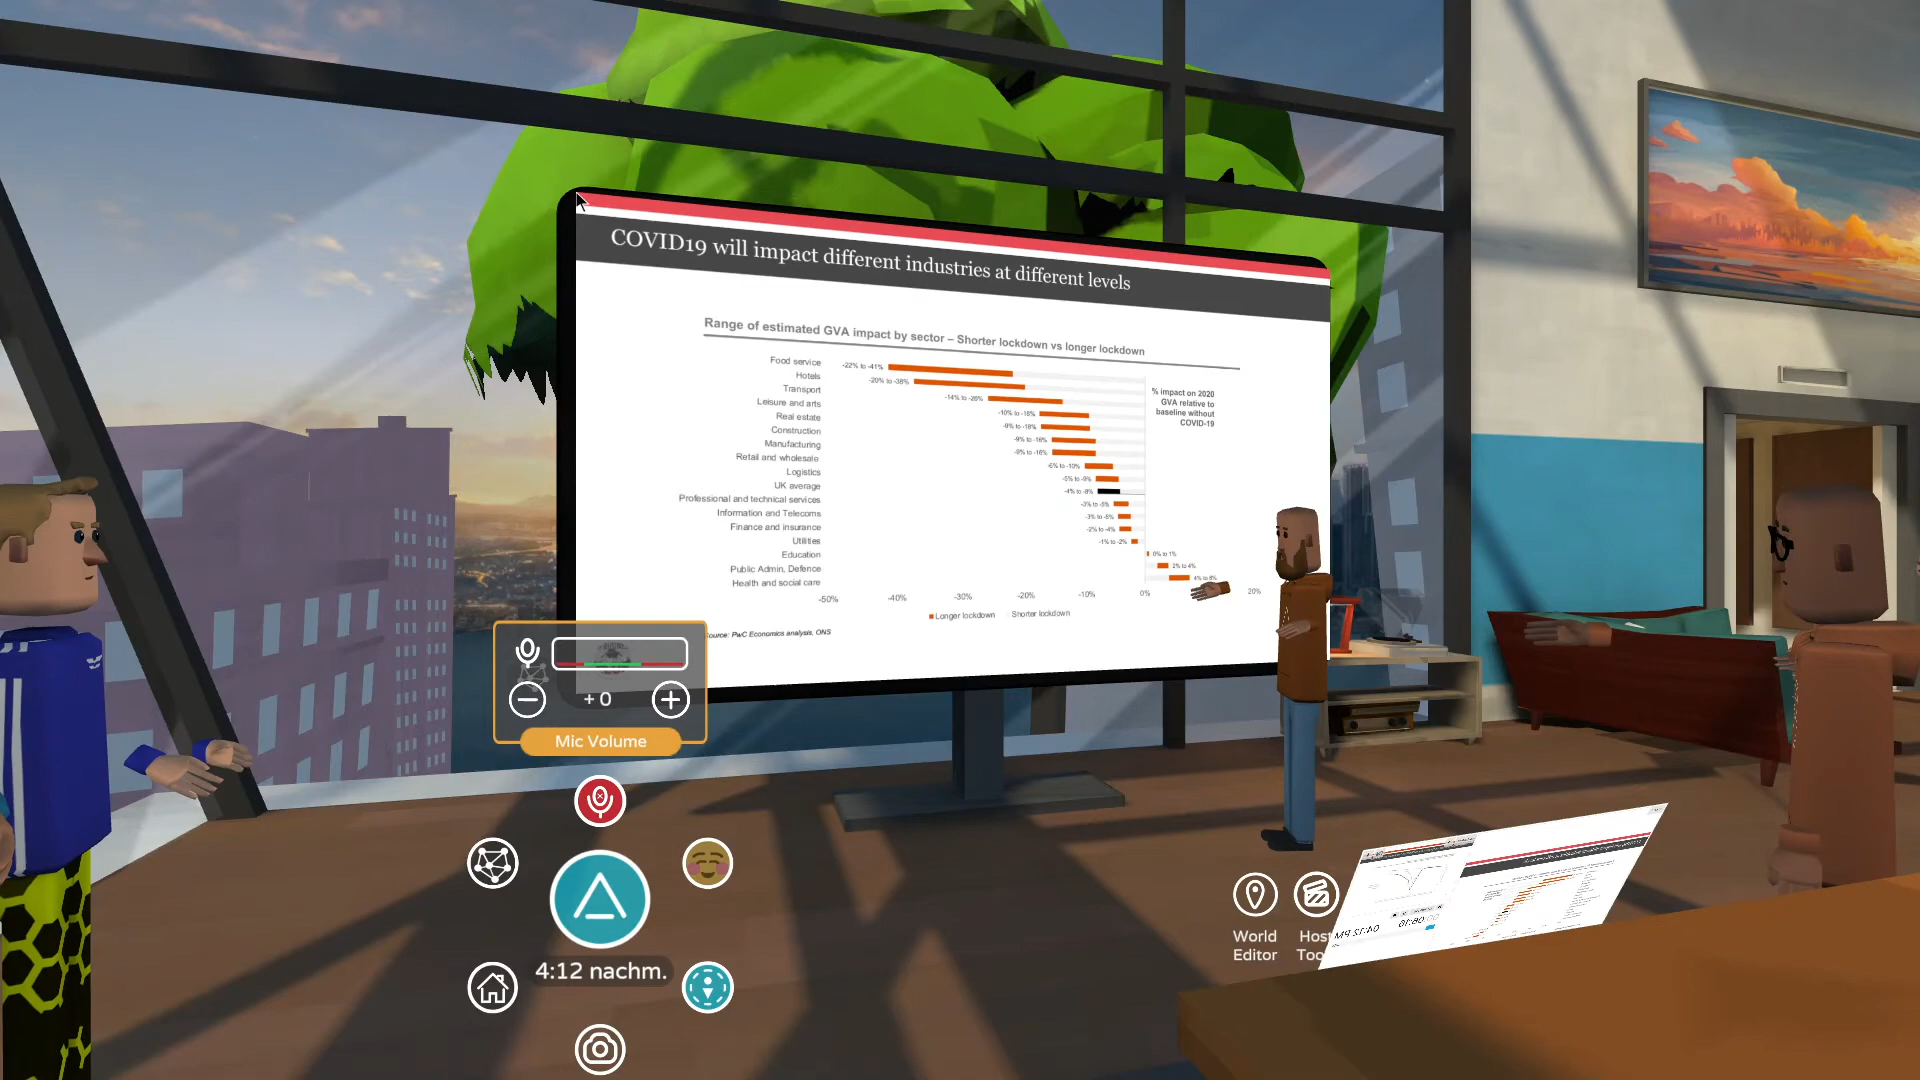 COVID19 will impact different industries at different levels
Range of estimated GVA impact by sector – Shorter lockdown vs longer lockdown
Food service -22% to -41%
Hotels -20% to -38%
Transport -14% to -26%
Leisure and arts -10% to -18%
Real estate -9% to -18%
Construction -9% to -16%
Manufacturing -9% to -16%
Retail and wholesale -6% to -10%
Logistics -5% to -9%
UK average -4% to -8%
Professional and technical services -3% to -5%
Information and Telecoms
Finance and insurance -2% to -4%
Utilities -1% to -2%
Education 0% to 1%
Public Admin, Defence 2% to 4%
Health and social care 4% to 8%
% impact on 2020
GVA relative to
baseline without
COVID-19
-50% -40% -30% -20% -10% 0% 20%
Longer lockdown Shorter lockdown
Source: PwC Economics analysis, ONS
+ 0
Mic Volume
4:12 nachm.
World
Editor
Host
04:12 PM